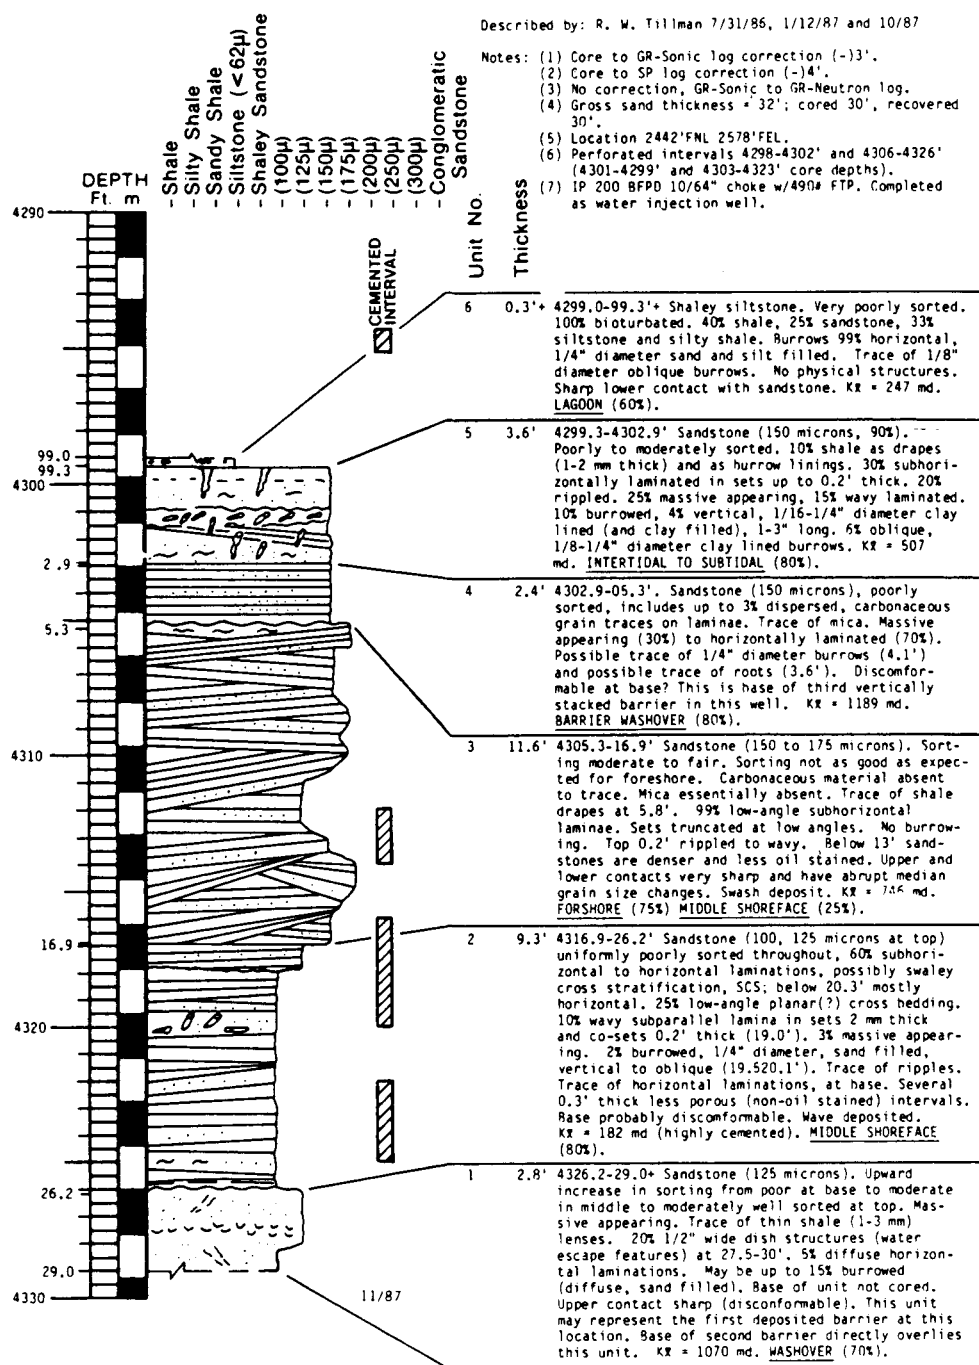 Described by: R. W. Tillman 7/31/86, 1/12/87 and 10/87
Notes: (1) Core to GR-Sonic log correction (-)3'.
(2) Core to SP log correction (-)4'.
(3) No correction, GR-Sonic to GR-Neutron log.
(4) Gross sand thickness = 32'; cored 30', recovered
30'.
(5) Location 2442'FNL 2578'FEL.
(6) Perforated intervals 4298-4302' and 4306-4326'
(4301-4299' and 4303-4323' core depths).
(7) IP 200 BFPD 10/64" choke w/490# FTP. Completed
as water injection well.
DEPTH
Ft. m
- Shale
- Silty Shale
- Sandy Shale
- Siltstone (<62µ)
- Shaley Sandstone
- (100µ)
- (125µ)
- (150µ)
- (175µ)
- (200µ)
- (250µ)
- (300µ)
- Conglomeratic
Sandstone
Unit No.
Thickness
CEMENTED
INTERVAL
4290
99.0
99.3
4300
2.9
5.3
4310
16.9
4320
26.2
29.0
4330
11/87
6 0.3'+ 4299.0-99.3'+ Shaley siltstone. Very poorly sorted.
100% bioturbated. 40% shale, 25% sandstone, 33%
siltstone and silty shale. Burrows 99% horizontal,
1/4" diameter sand and silt filled. Trace of 1/8"
diameter oblique burrows. No physical structures.
Sharp lower contact with sandstone. Kx̄ = 247 md.
LAGOON (60%).
5 3.6' 4299.3-4302.9' Sandstone (150 microns, 90%).
Poorly to moderately sorted. 10% shale as drapes
(1-2 mm thick) and as burrow linings. 30% subhori-
zontally laminated in sets up to 0.2' thick. 20%
rippled. 25% massive appearing, 15% wavy laminated.
10% burrowed, 4% vertical, 1/16-1/4" diameter clay
lined (and clay filled), 1-3" long. 6% oblique,
1/8-1/4" diameter clay lined burrows. Kx̄ = 507
md. INTERTIDAL TO SUBTIDAL (80%).
4 2.4' 4302.9-05.3'. Sandstone (150 microns), poorly
sorted, includes up to 3% dispersed, carbonaceous
grain traces on laminae. Trace of mica. Massive
appearing (30%) to horizontally laminated (70%).
Possible trace of 1/4" diameter burrows (4.1')
and possible trace of roots (3.6'). Discomfor-
mable at base? This is base of third vertically
stacked barrier in this well. Kx̄ = 1189 md.
BARRIER WASHOVER (80%).
3 11.6' 4305.3-16.9' Sandstone (150 to 175 microns). Sort-
ing moderate to fair. Sorting not as good as expec-
ted for foreshore. Carbonaceous material absent
to trace. Mica essentially absent. Trace of shale
drapes at 5.8'. 99% low-angle subhorizontal
laminae. Sets truncated at low angles. No burrow-
ing. Top 0.2' rippled to wavy. Below 13' sand-
stones are denser and less oil stained. Upper and
lower contacts very sharp and have abrupt median
grain size changes. Swash deposit. Kx̄ = 746 md.
FORSHORE (75%) MIDDLE SHOREFACE (25%).
2 9.3' 4316.9-26.2' Sandstone (100, 125 microns at top)
uniformly poorly sorted throughout, 60% subhori-
zontal to horizontal laminations, possibly swaley
cross stratification, SCS; below 20.3' mostly
horizontal. 25% low-angle planar(?) cross bedding.
10% wavy subparallel lamina in sets 2 mm thick
and co-sets 0.2' thick (19.0'). 3% massive appear-
ing. 2% burrowed, 1/4" diameter, sand filled,
vertical to oblique (19.520.1'). Trace of ripples.
Trace of horizontal laminations, at base. Several
0.3' thick less porous (non-oil stained) intervals.
Base probably discomformable. Wave deposited.
Kx̄ = 182 md (highly cemented). MIDDLE SHOREFACE
(80%).
1 2.8' 4326.2-29.0+ Sandstone (125 microns). Upward
increase in sorting from poor at base to moderate
in middle to moderately well sorted at top. Mas-
sive appearing. Trace of thin shale (1-3 mm)
lenses. 20% 1/2" wide dish structures (water
escape features) at 27.5-30'. 5% diffuse horizon-
tal laminations. May be up to 15% burrowed
(diffuse, sand filled). Base of unit not cored.
Upper contact sharp (disconformable). This unit
may represent the first deposited barrier at this
location. Base of second barrier directly overlies
this unit. Kx̄ = 1070 md. WASHOVER (70%).